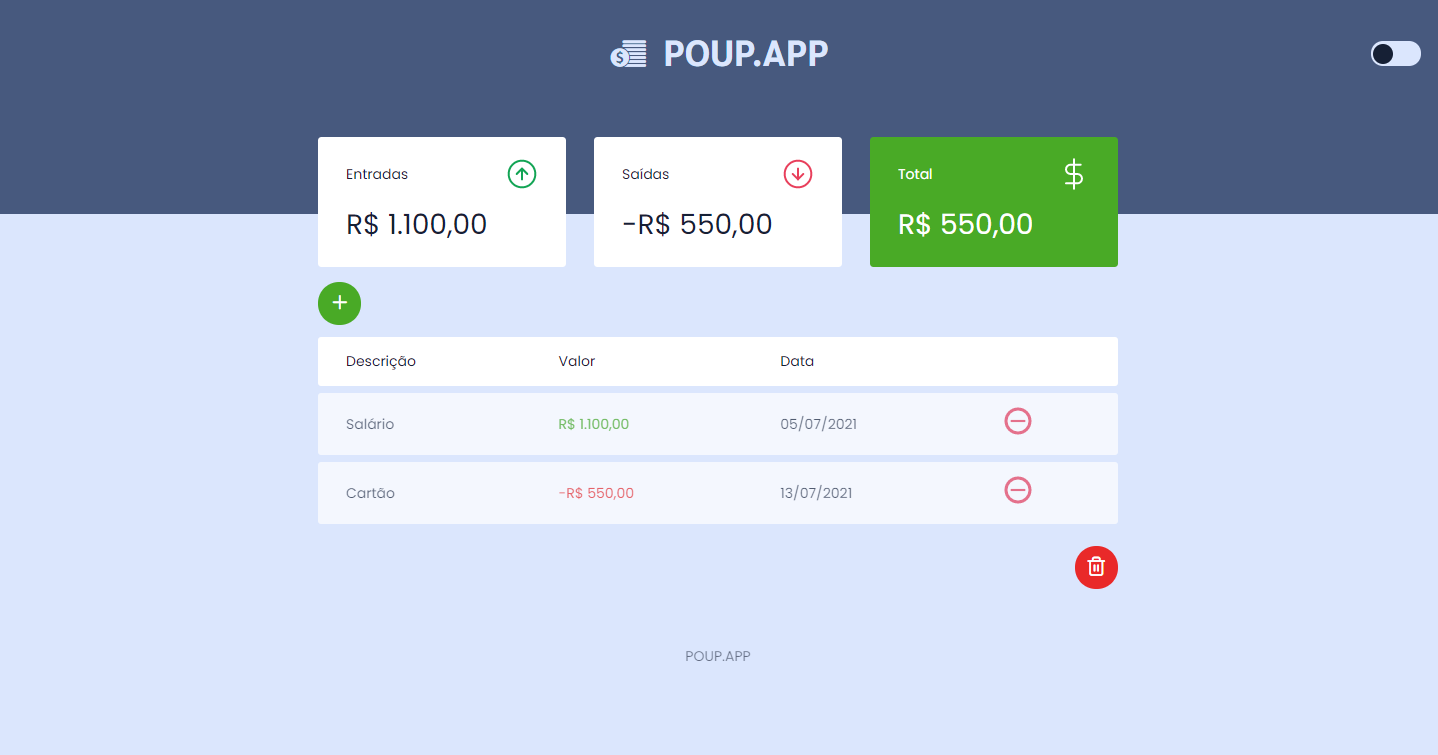 POUP.APP
Entradas
R$ 1.100,00
Saídas
-R$ 550,00
Total
R$ 550,00
Descrição Valor Data
Salário R$ 1.100,00 05/07/2021
Cartão -R$ 550,00 13/07/2021
POUP.APP